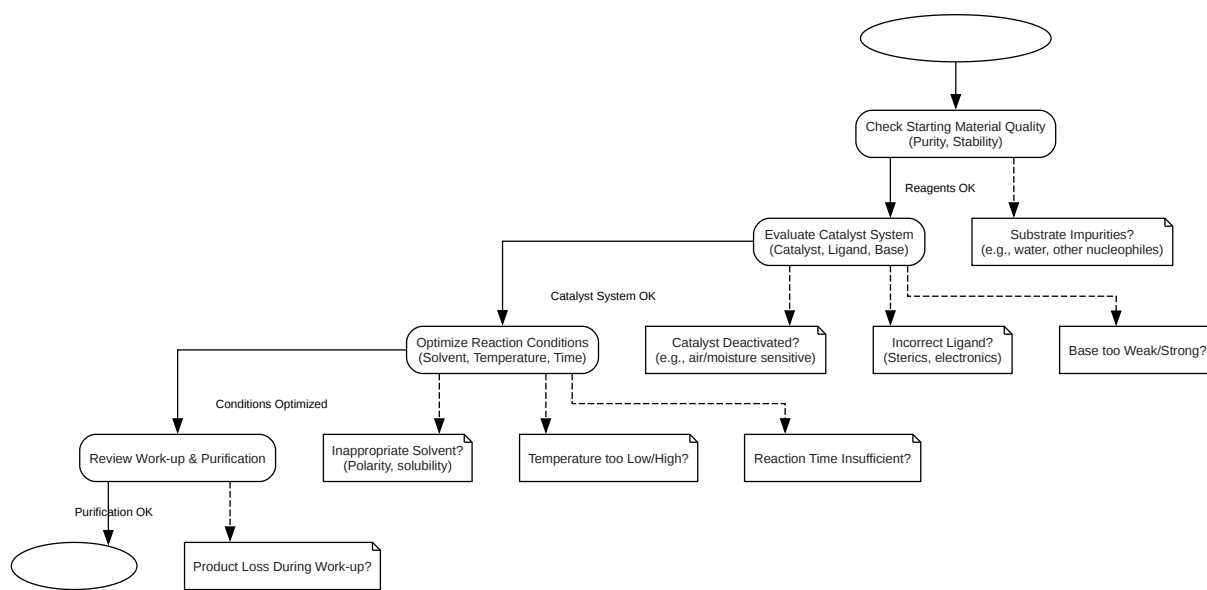 Check Starting Material Quality
(Purity, Stability)
Reagents OK
Evaluate Catalyst System
(Catalyst, Ligand, Base)
Substrate Impurities?
(e.g., water, other nucleophiles)
Catalyst System OK
Optimize Reaction Conditions
(Solvent, Temperature, Time)
Catalyst Deactivated?
(e.g., air/moisture sensitive)
Incorrect Ligand?
(Sterics, electronics)
Base too Weak/Strong?
Conditions Optimized
Review Work-up & Purification
Inappropriate Solvent?
(Polarity, solubility)
Temperature too Low/High?
Reaction Time Insufficient?
Purification OK
Product Loss During Work-up?